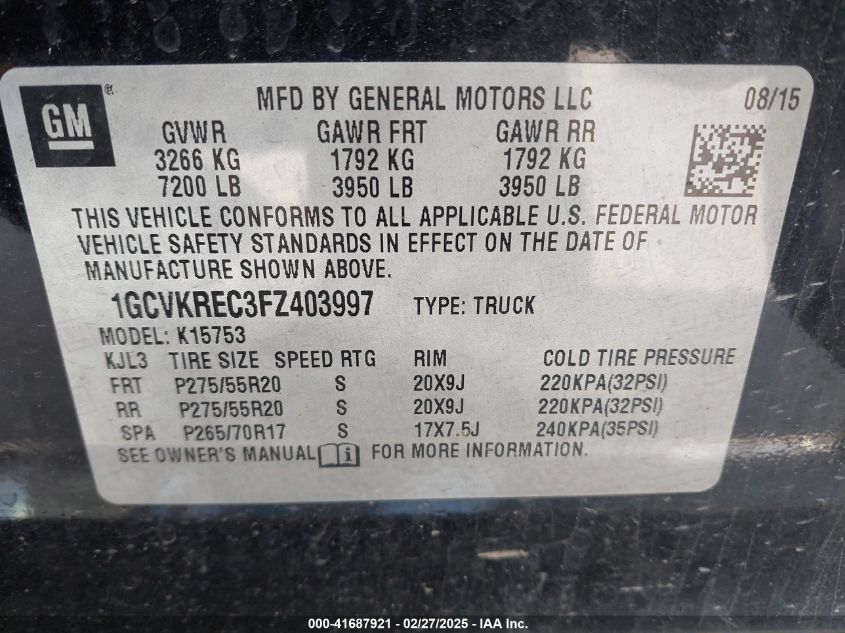 GM ®
MFD BY GENERAL MOTORS LLC 08/15
GVWR GAWR FRT GAWR RR
3266 KG 1792 KG 1792 KG
7200 LB 3950 LB 3950 LB
THIS VEHICLE CONFORMS TO ALL APPLICABLE U.S. FEDERAL MOTOR
VEHICLE SAFETY STANDARDS IN EFFECT ON THE DATE OF
MANUFACTURE SHOWN ABOVE.
1GCVKREC3FZ403997 TYPE: TRUCK
MODEL: K15753
KJL3 TIRE SIZE SPEED RTG RIM COLD TIRE PRESSURE
FRT P275/55R20 S 20X9J 220KPA(32PSI)
RR P275/55R20 S 20X9J 220KPA(32PSI)
SPA P265/70R17 S 17X7.5J 240KPA(35PSI)
SEE OWNER'S MANUAL i FOR MORE INFORMATION.
000-41687921 - 02/27/2025 - IAA Inc.